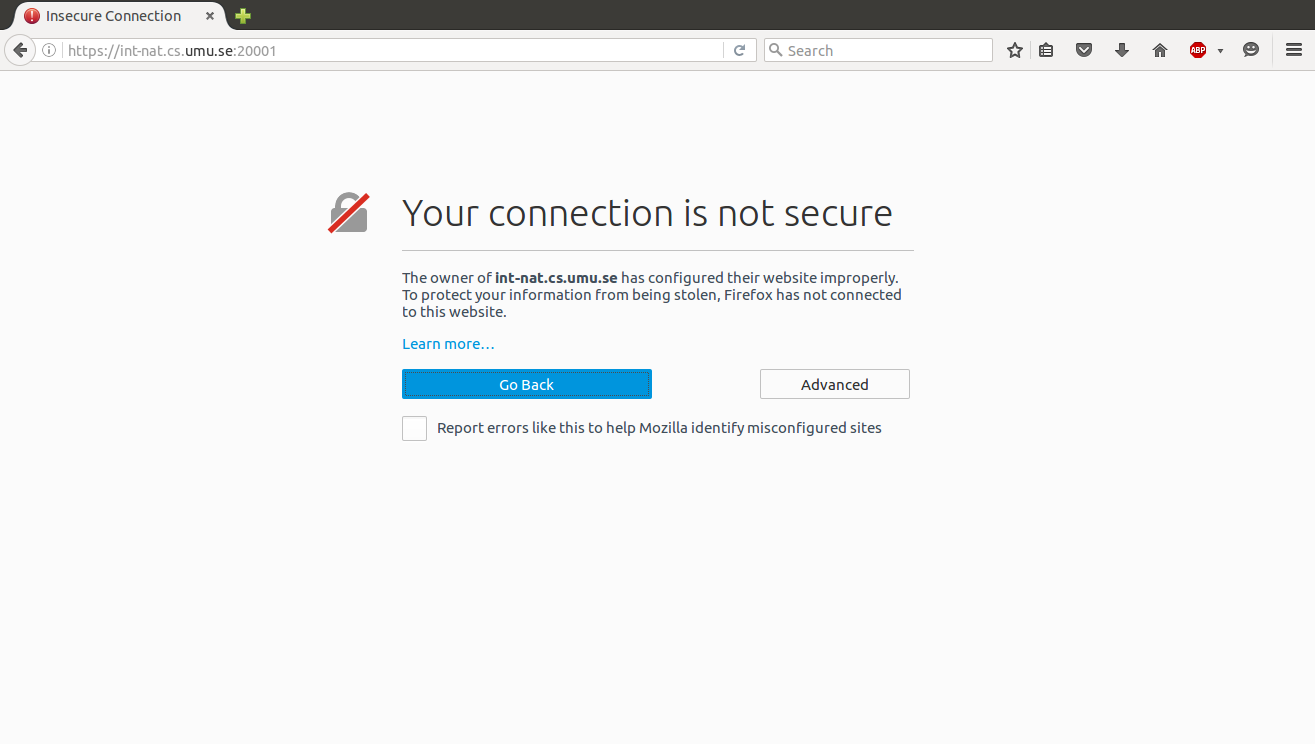 Insecure Connection
https://int-nat.cs.umu.se:20001
Search
ABP
Your connection is not secure
The owner of int-nat.cs.umu.se has configured their website improperly.
To protect your information from being stolen, Firefox has not connected
to this website.
Learn more…
Go Back
Advanced
Report errors like this to help Mozilla identify misconfigured sites